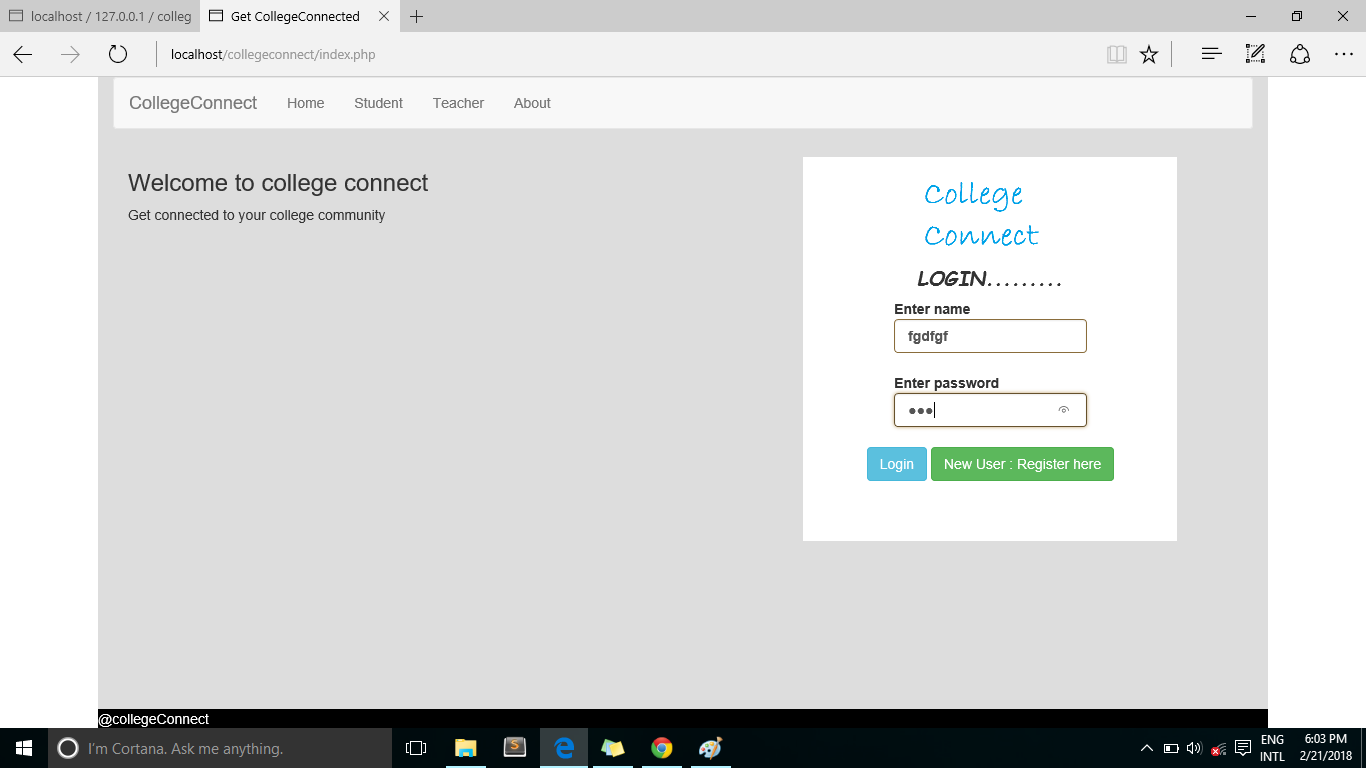 localhost / 127.0.0.1 / colleg
Get CollegeConnected
localhost/collegeconnect/index.php
CollegeConnect Home Student Teacher About
Welcome to college connect
Get connected to your college community
College
Connect
LOGIN.........
Enter name
fgdfgf
Enter password
●●●
Login
New User : Register here
@collegeConnect
I'm Cortana. Ask me anything.
ENG
INTL
6:03 PM
2/21/2018